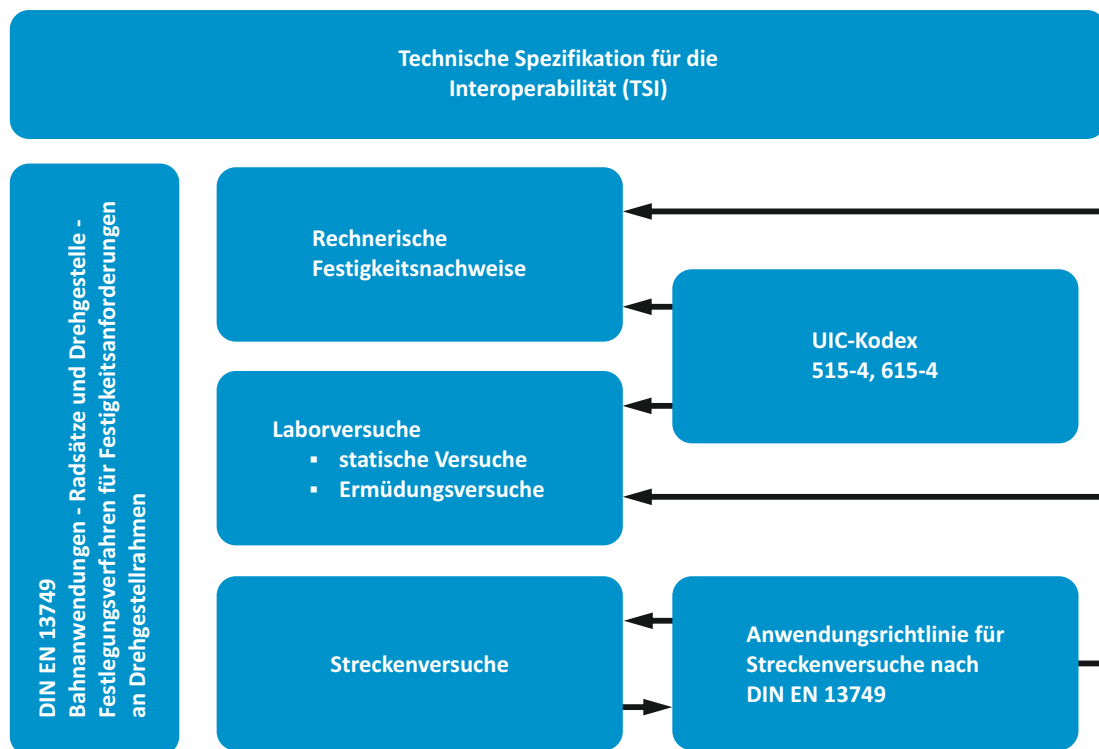 Technische Spezifikation für die
Interoperabilität (TSI)
DIN EN 13749
Bahnanwendungen - Radsätze und Drehgestelle -
Festlegungsverfahren für Festigkeitsanforderungen
an Drehgestellrahmen
Rechnerische
Festigkeitsnachweise
UIC-Kodex
515-4, 615-4
Laborversuche
▪ statische Versuche
▪ Ermüdungsversuche
Streckenversuche
Anwendungsrichtlinie für
Streckenversuche nach
DIN EN 13749